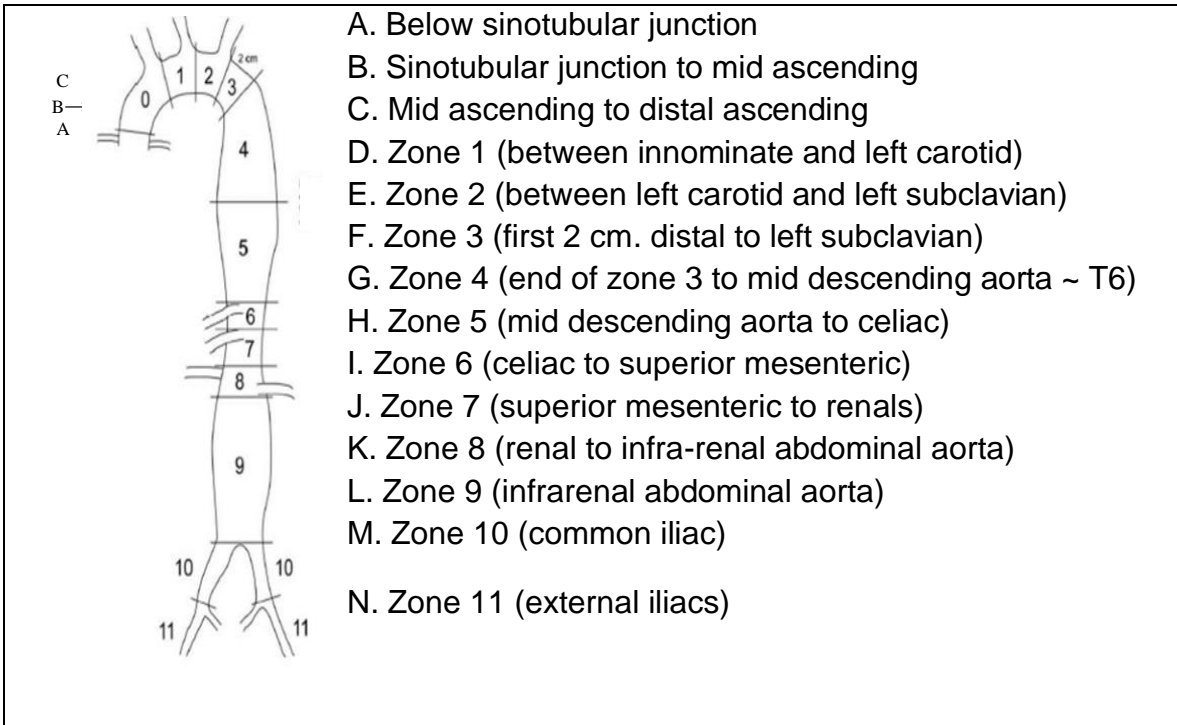 A. Below sinotubular junction
B. Sinotubular junction to mid ascending
C. Mid ascending to distal ascending
D. Zone 1 (between innominate and left carotid)
E. Zone 2 (between left carotid and left subclavian)
F. Zone 3 (first 2 cm. distal to left subclavian)
G. Zone 4 (end of zone 3 to mid descending aorta ~ T6)
H. Zone 5 (mid descending aorta to celiac)
I. Zone 6 (celiac to superior mesenteric)
J. Zone 7 (superior mesenteric to renals)
K. Zone 8 (renal to infra-renal abdominal aorta)
L. Zone 9 (infrarenal abdominal aorta)
M. Zone 10 (common iliac)
N. Zone 11 (external iliacs)
C
B
A
0
1
2
2 cm
3
4
5
6
7
8
9
10
10
11
11